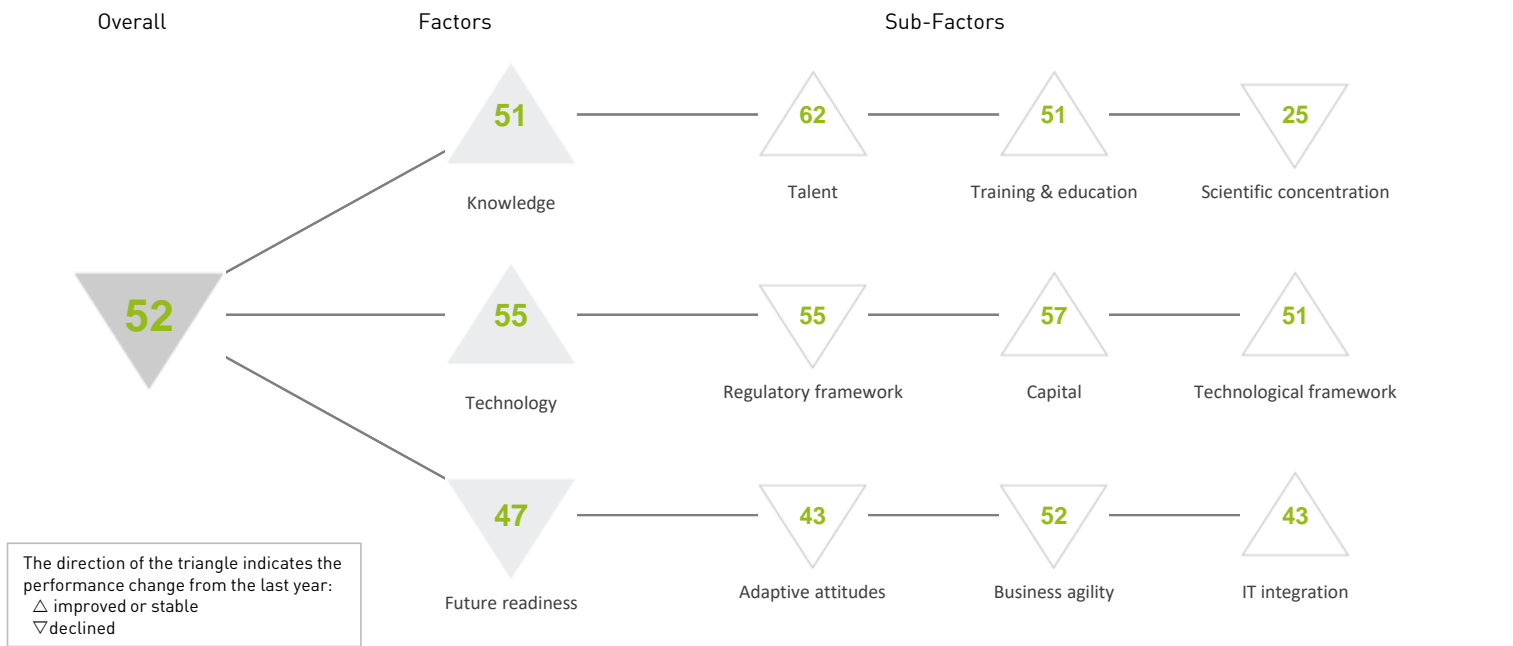 Overall
Factors
Sub-Factors
51
62
51
25
Knowledge
Talent
Training & education
Scientific concentration
52
55
55
57
51
Technology
Regulatory framework
Capital
Technological framework
47
43
52
43
Future readiness
Adaptive attitudes
Business agility
IT integration
The direction of the triangle indicates the
performance change from the last year:
△ improved or stable
▽declined